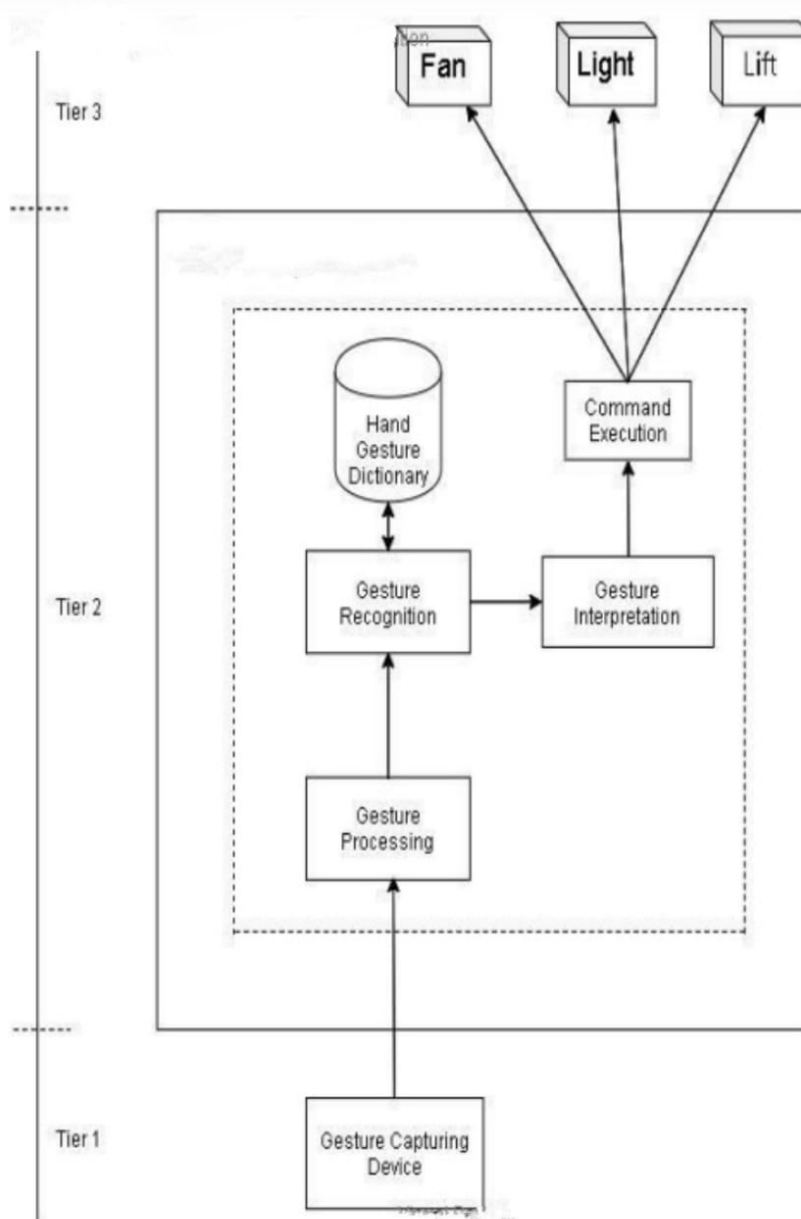 Fan
Light
Lift
Tier 3
Hand
Gesture
Dictionary
Command
Execution
Tier 2
Gesture
Recognition
Gesture
Interpretation
Gesture
Processing
Tier 1
Gesture Capturing
Device